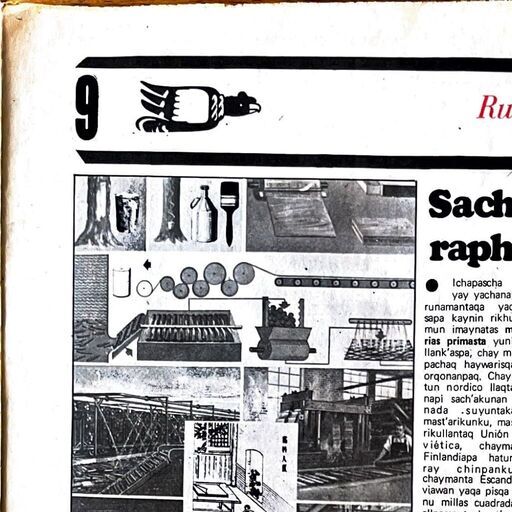 9
Ru
Sach
raph
● Ichapascha
yay yachana
runamantaqa yac
sapa kaynin rikhu
mun imaynatas m
rias primasta yun
llank'aspa; chay m
pachaq haywarisqa
orqonanpaq. Chay
tun nordico llaqta
napi sach'akunan
nada .suyuntaka
mast'arikunku, mas
rikullantaq Unión
viética, chayma
Finlandiapa hatur
ray chinpanku
chaymanta Escand
viawan yaqa pisqa
nu millas cuadrada